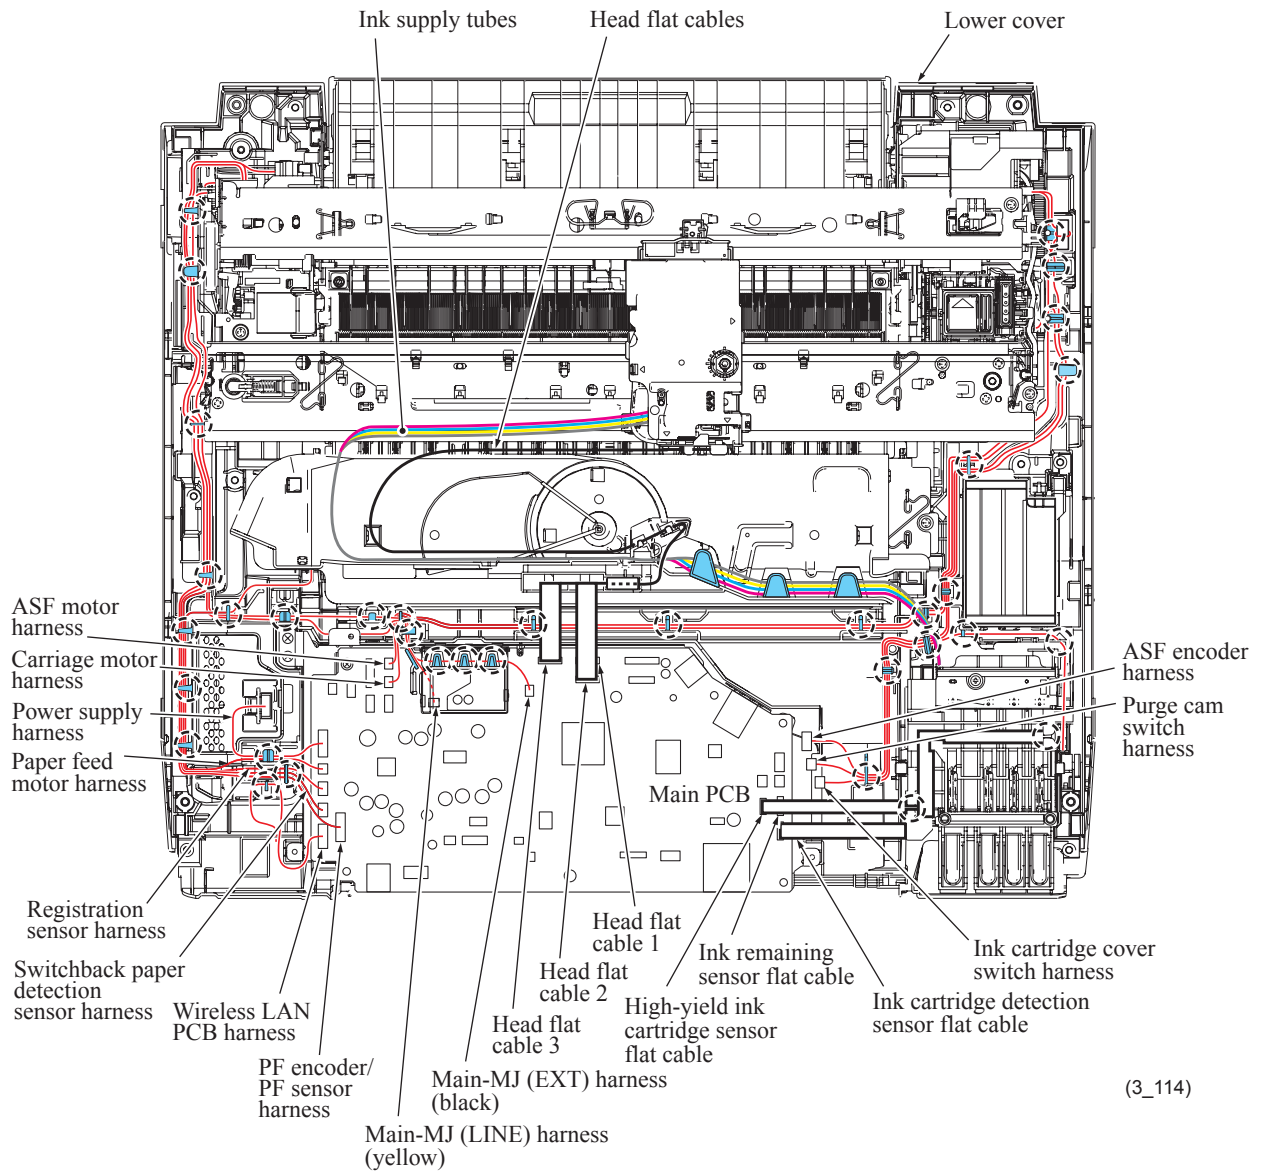 Ink supply tubes
Head flat cables
Lower cover
ASF motor
harness
Carriage motor
harness
Power supply
harness
Paper feed
motor harness
ASF encoder
harness
Purge cam
switch
harness
Main PCB
Registration
sensor harness
Switchback paper
detection
sensor harness
Wireless LAN
PCB harness
PF encoder/
PF sensor
harness
Main-MJ (LINE) harness
(yellow)
Main-MJ (EXT) harness
(black)
Head flat
cable 3
Head flat
cable 2
Head flat
cable 1
High-yield ink
cartridge sensor
flat cable
Ink remaining
sensor flat cable
Ink cartridge detection
sensor flat cable
Ink cartridge cover
switch harness
(3_114)